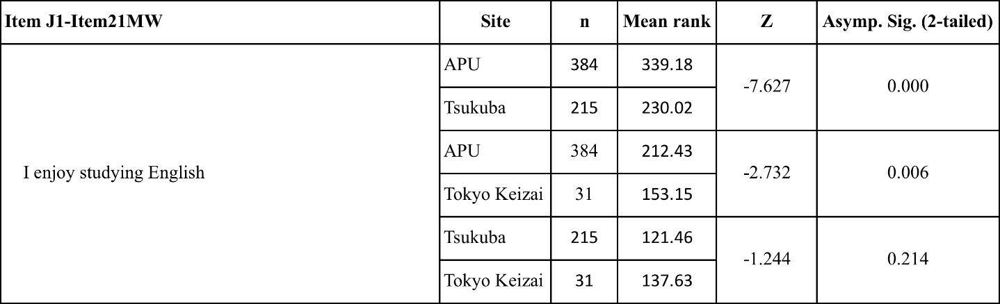 Item J1-Item21MW Site n Mean rank Z Asymp. Sig. (2-tailed)
APU 384 339.18
-7.627 0.000
Tsukuba 215 230.02
APU 384 212.43
I enjoy studying English -2.732 0.006
Tokyo Keizai 31 153.15
Tsukuba 215 121.46
-1.244 0.214
Tokyo Keizai 31 137.63